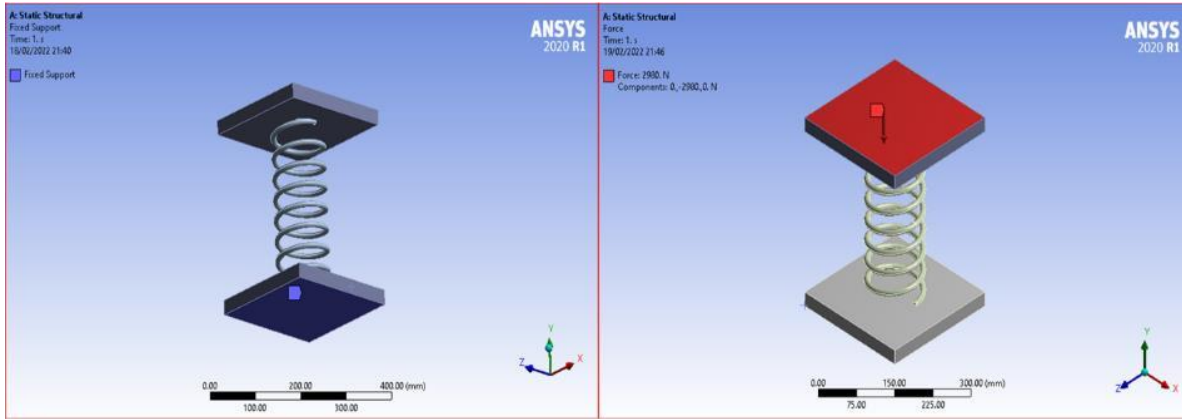 A: Static Structural
Fixed Support
Time: 1. s
18/02/2022 21:40
Fixed Support
ANSYS
2020 R1
0.00 200.00 400.00 (mm)
100.00 300.00
Y
Z
X
A: Static Structural
Force
Time: 1. s
19/02/2022 21:46
Force: 2980. N
Components: 0.,-2980.,0. N
ANSYS
2020 R1
0.00 150.00 300.00 (mm)
75.00 225.00
Y
Z
X